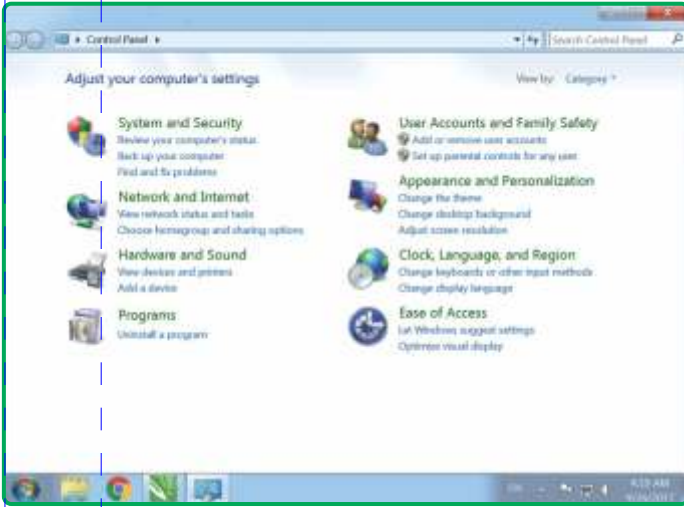 Control Panel
Search Control Panel
Adjust your computer's settings
View by: Category
System and Security
Review your computer's status
Back up your computer
Find and fix problems
Network and Internet
View network status and tasks
Choose homegroup and sharing options
Hardware and Sound
View devices and printers
Add a device
Programs
Uninstall a program
User Accounts and Family Safety
Add or remove user accounts
Set up parental controls for any user
Appearance and Personalization
Change the theme
Change desktop background
Adjust screen resolution
Clock, Language, and Region
Change keyboards or other input methods
Change display language
Ease of Access
Let Windows suggest settings
Optimize visual display
EN